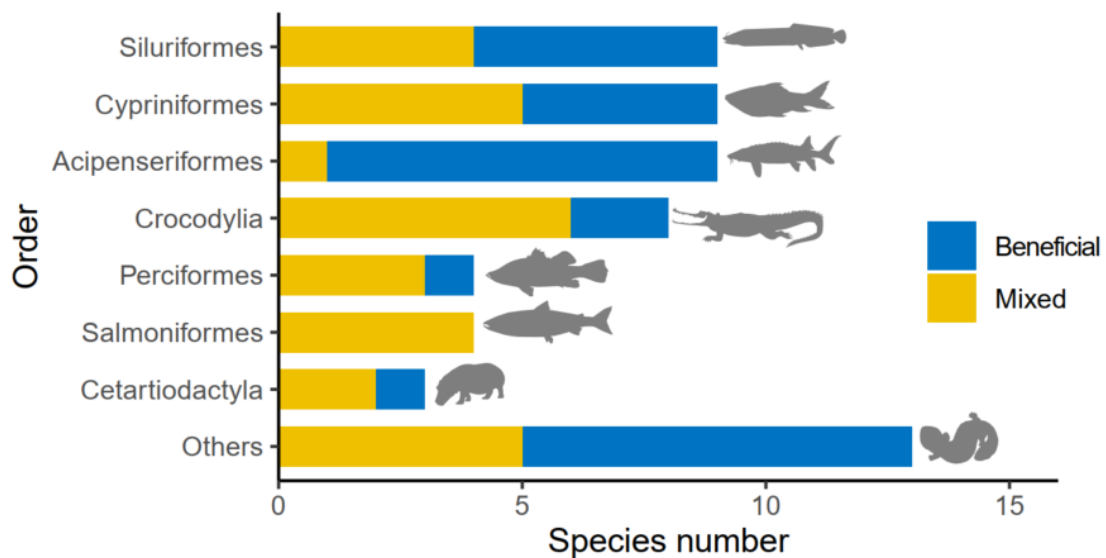 Siluriformes
Cypriniformes
Acipenseriformes
Crocodylia
Perciformes
Salmoniformes
Cetartiodactyla
Others
Order
Beneficial
Mixed
0 5 10 15
Species number